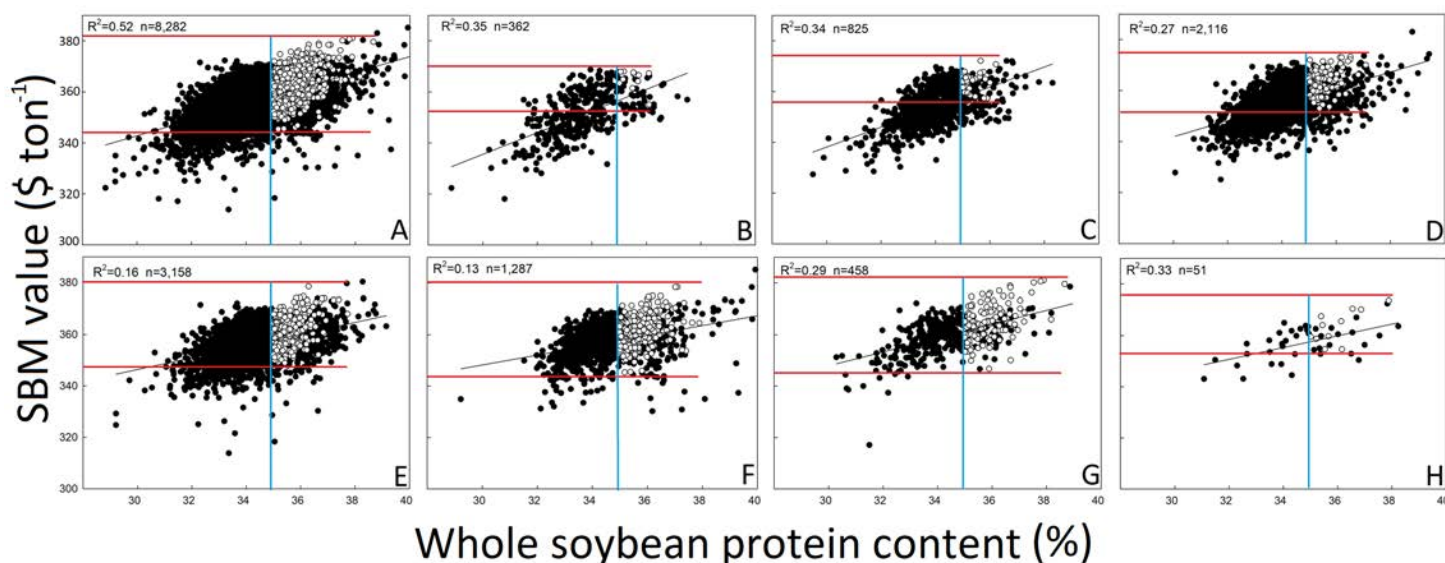 SBM value ($ ton⁻¹)
R²=0.52 n=8,282
380
360
340
320
300
A
R²=0.35 n=362
B
R²=0.34 n=825
C
R²=0.27 n=2,116
D
R²=0.16 n=3,158
380
360
340
320
300
30 32 34 36 38 40
E
R²=0.13 n=1,287
30 32 34 36 38 40
F
R²=0.29 n=458
30 32 34 36 38 40
G
R²=0.33 n=51
30 32 34 36 38 40
H
Whole soybean protein content (%)